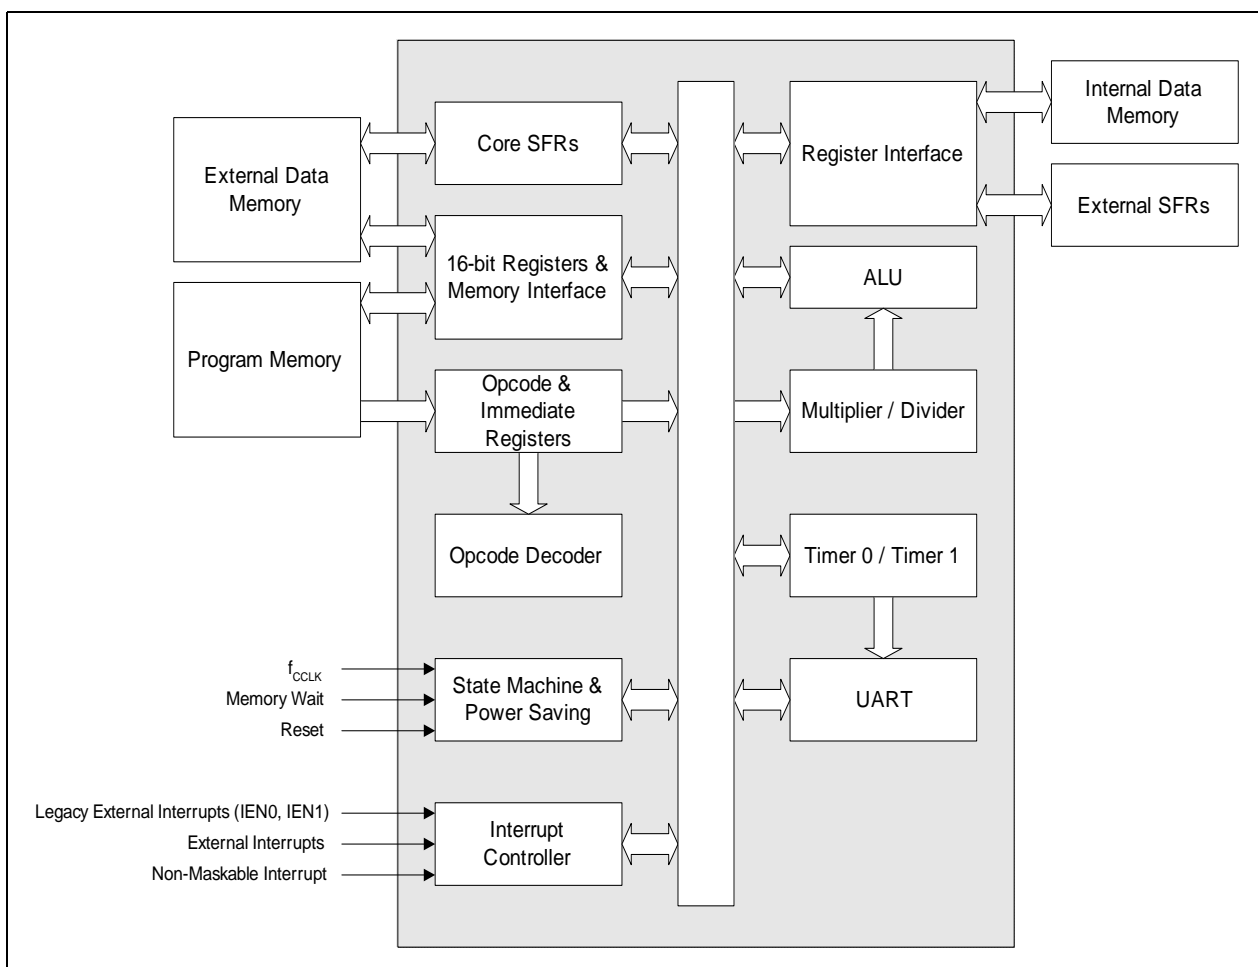 External Data
Memory
Program Memory
Core SFRs
16-bit Registers &
Memory Interface
Opcode &
Immediate
Registers
Opcode Decoder
State Machine &
Power Saving
Interrupt
Controller
fCCLK
Memory Wait
Reset
Legacy External Interrupts (IEN0, IEN1)
External Interrupts
Non-Maskable Interrupt
Register Interface
ALU
Multiplier / Divider
Timer 0 / Timer 1
UART
Internal Data
Memory
External SFRs